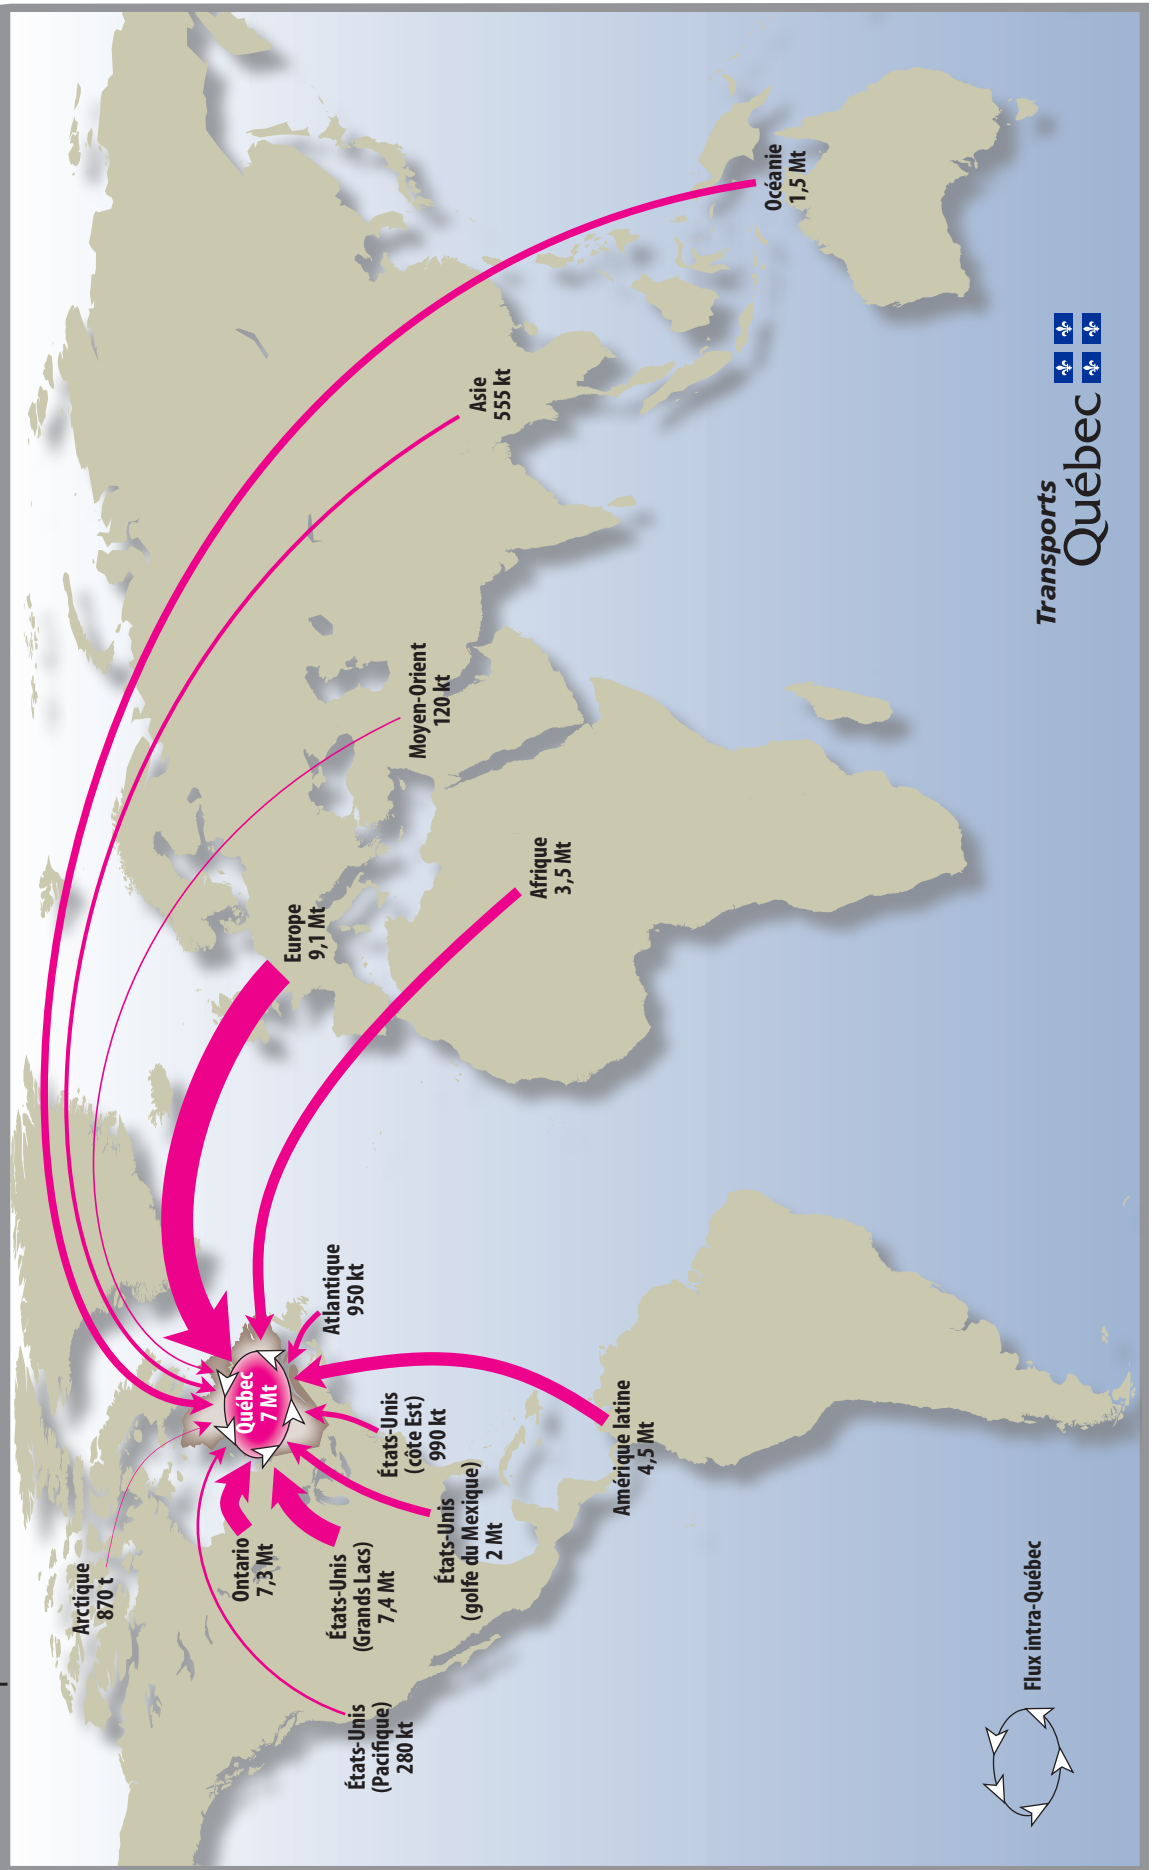 Arctique
870 t
Ontario
7,3 Mt
États-Unis
(Grands Lacs)
7,4 Mt
États-Unis
(Pacifique)
280 kt
États-Unis
(golfe du Mexique)
2 Mt
États-Unis
(côte Est)
990 kt
Québec
7 Mt
Atlantique
950 kt
Amérique latine
4,5 Mt
Europe
9,1 Mt
Afrique
3,5 Mt
Moyen-Orient
120 kt
Asie
555 kt
Océanie
1,5 Mt
Flux intra-Québec
Transports
Québec